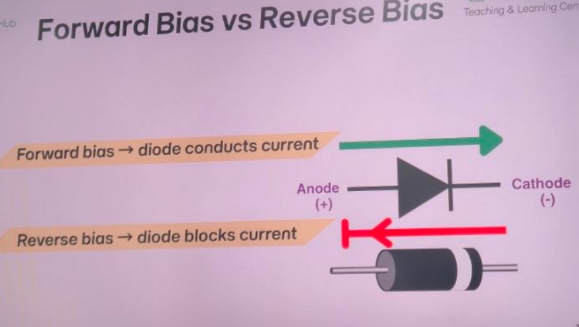 Hub
Forward Bias vs Reverse Bias
Teaching & Learning
Forward bias → diode conducts current
Anode
(+)
Cathode
(-)
Reverse bias → diode blocks current